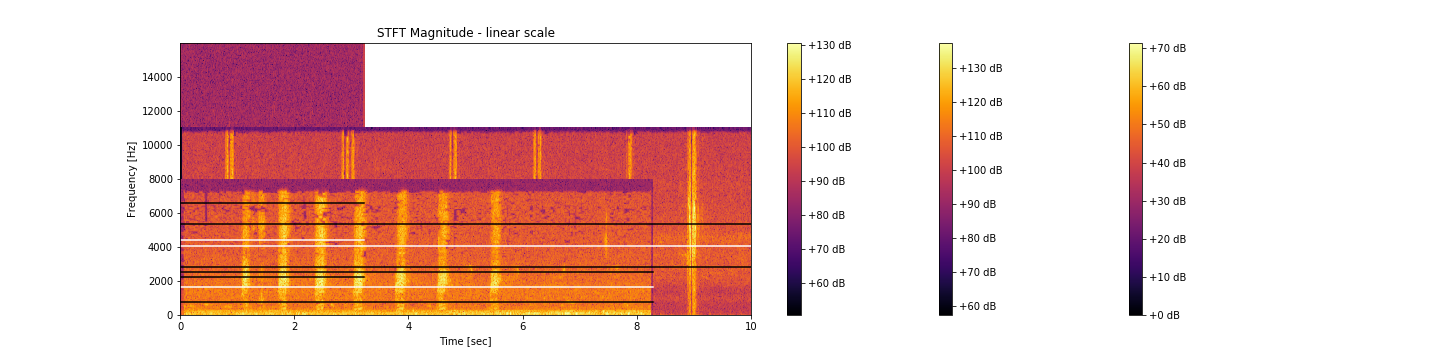 STFT Magnitude - linear scale
Frequency [Hz]
14000
12000
10000
8000
6000
4000
2000
0
0 2 4 6 8 10
Time [sec]
+130 dB
+120 dB
+110 dB
+100 dB
+90 dB
+80 dB
+70 dB
+60 dB
+130 dB
+120 dB
+110 dB
+100 dB
+90 dB
+80 dB
+70 dB
+60 dB
+70 dB
+60 dB
+50 dB
+40 dB
+30 dB
+20 dB
+10 dB
+0 dB